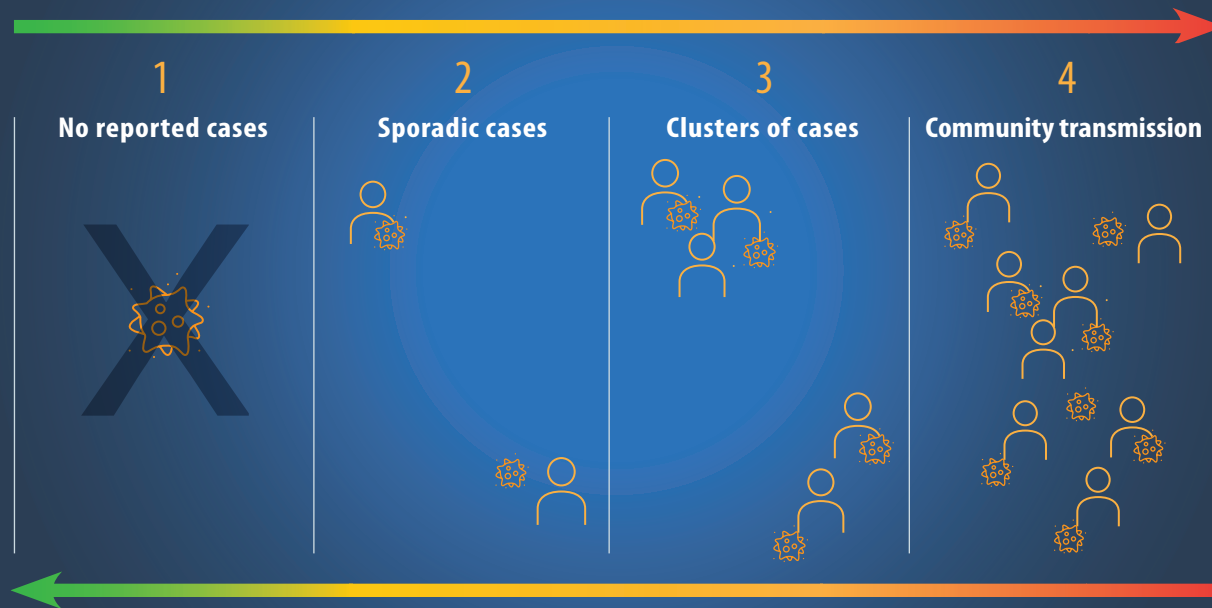 1
No reported cases
2
Sporadic cases
3
Clusters of cases
4
Community transmission